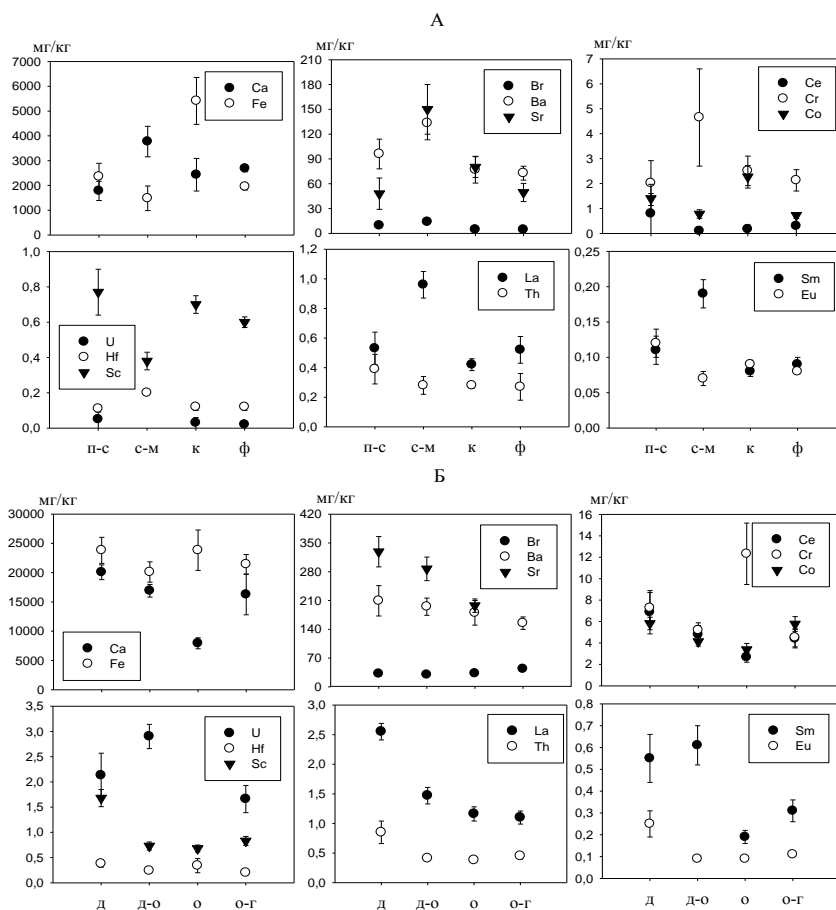 А
мг/кг
7000
6000
5000
4000
3000
2000
1000
0
Ca
Fe
210
180
150
120
90
60
30
0
Br
Ba
Sr
7
6
5
4
3
2
1
0
Ce
Cr
Co
1,0
0,8
0,6
0,4
0,2
0,0
U
Hf
Sc
п-с с-м к ф
1,2
1,0
0,8
0,6
0,4
0,2
0,0
La
Th
п-с с-м к ф
0,25
0,20
0,15
0,10
0,05
0,00
Sm
Eu
п-с с-м к ф
мг/кг
мг/кг
Б
мг/кг
30000
25000
20000
15000
10000
5000
0
Ca
Fe
мг/кг
420
350
280
210
140
70
0
Br
Ba
Sr
мг/кг
16
14
12
10
8
6
4
2
0
Ce
Cr
Co
3,5
3,0
2,5
2,0
1,5
1,0
0,5
0,0
U
Hf
Sc
д д-о о о-г
3,0
2,5
2,0
1,5
1,0
0,5
0,0
La
Th
д д-о о о-г
0,8
0,7
0,6
0,5
0,4
0,3
0,2
0,1
0,0
Sm
Eu
д д-о о о-г